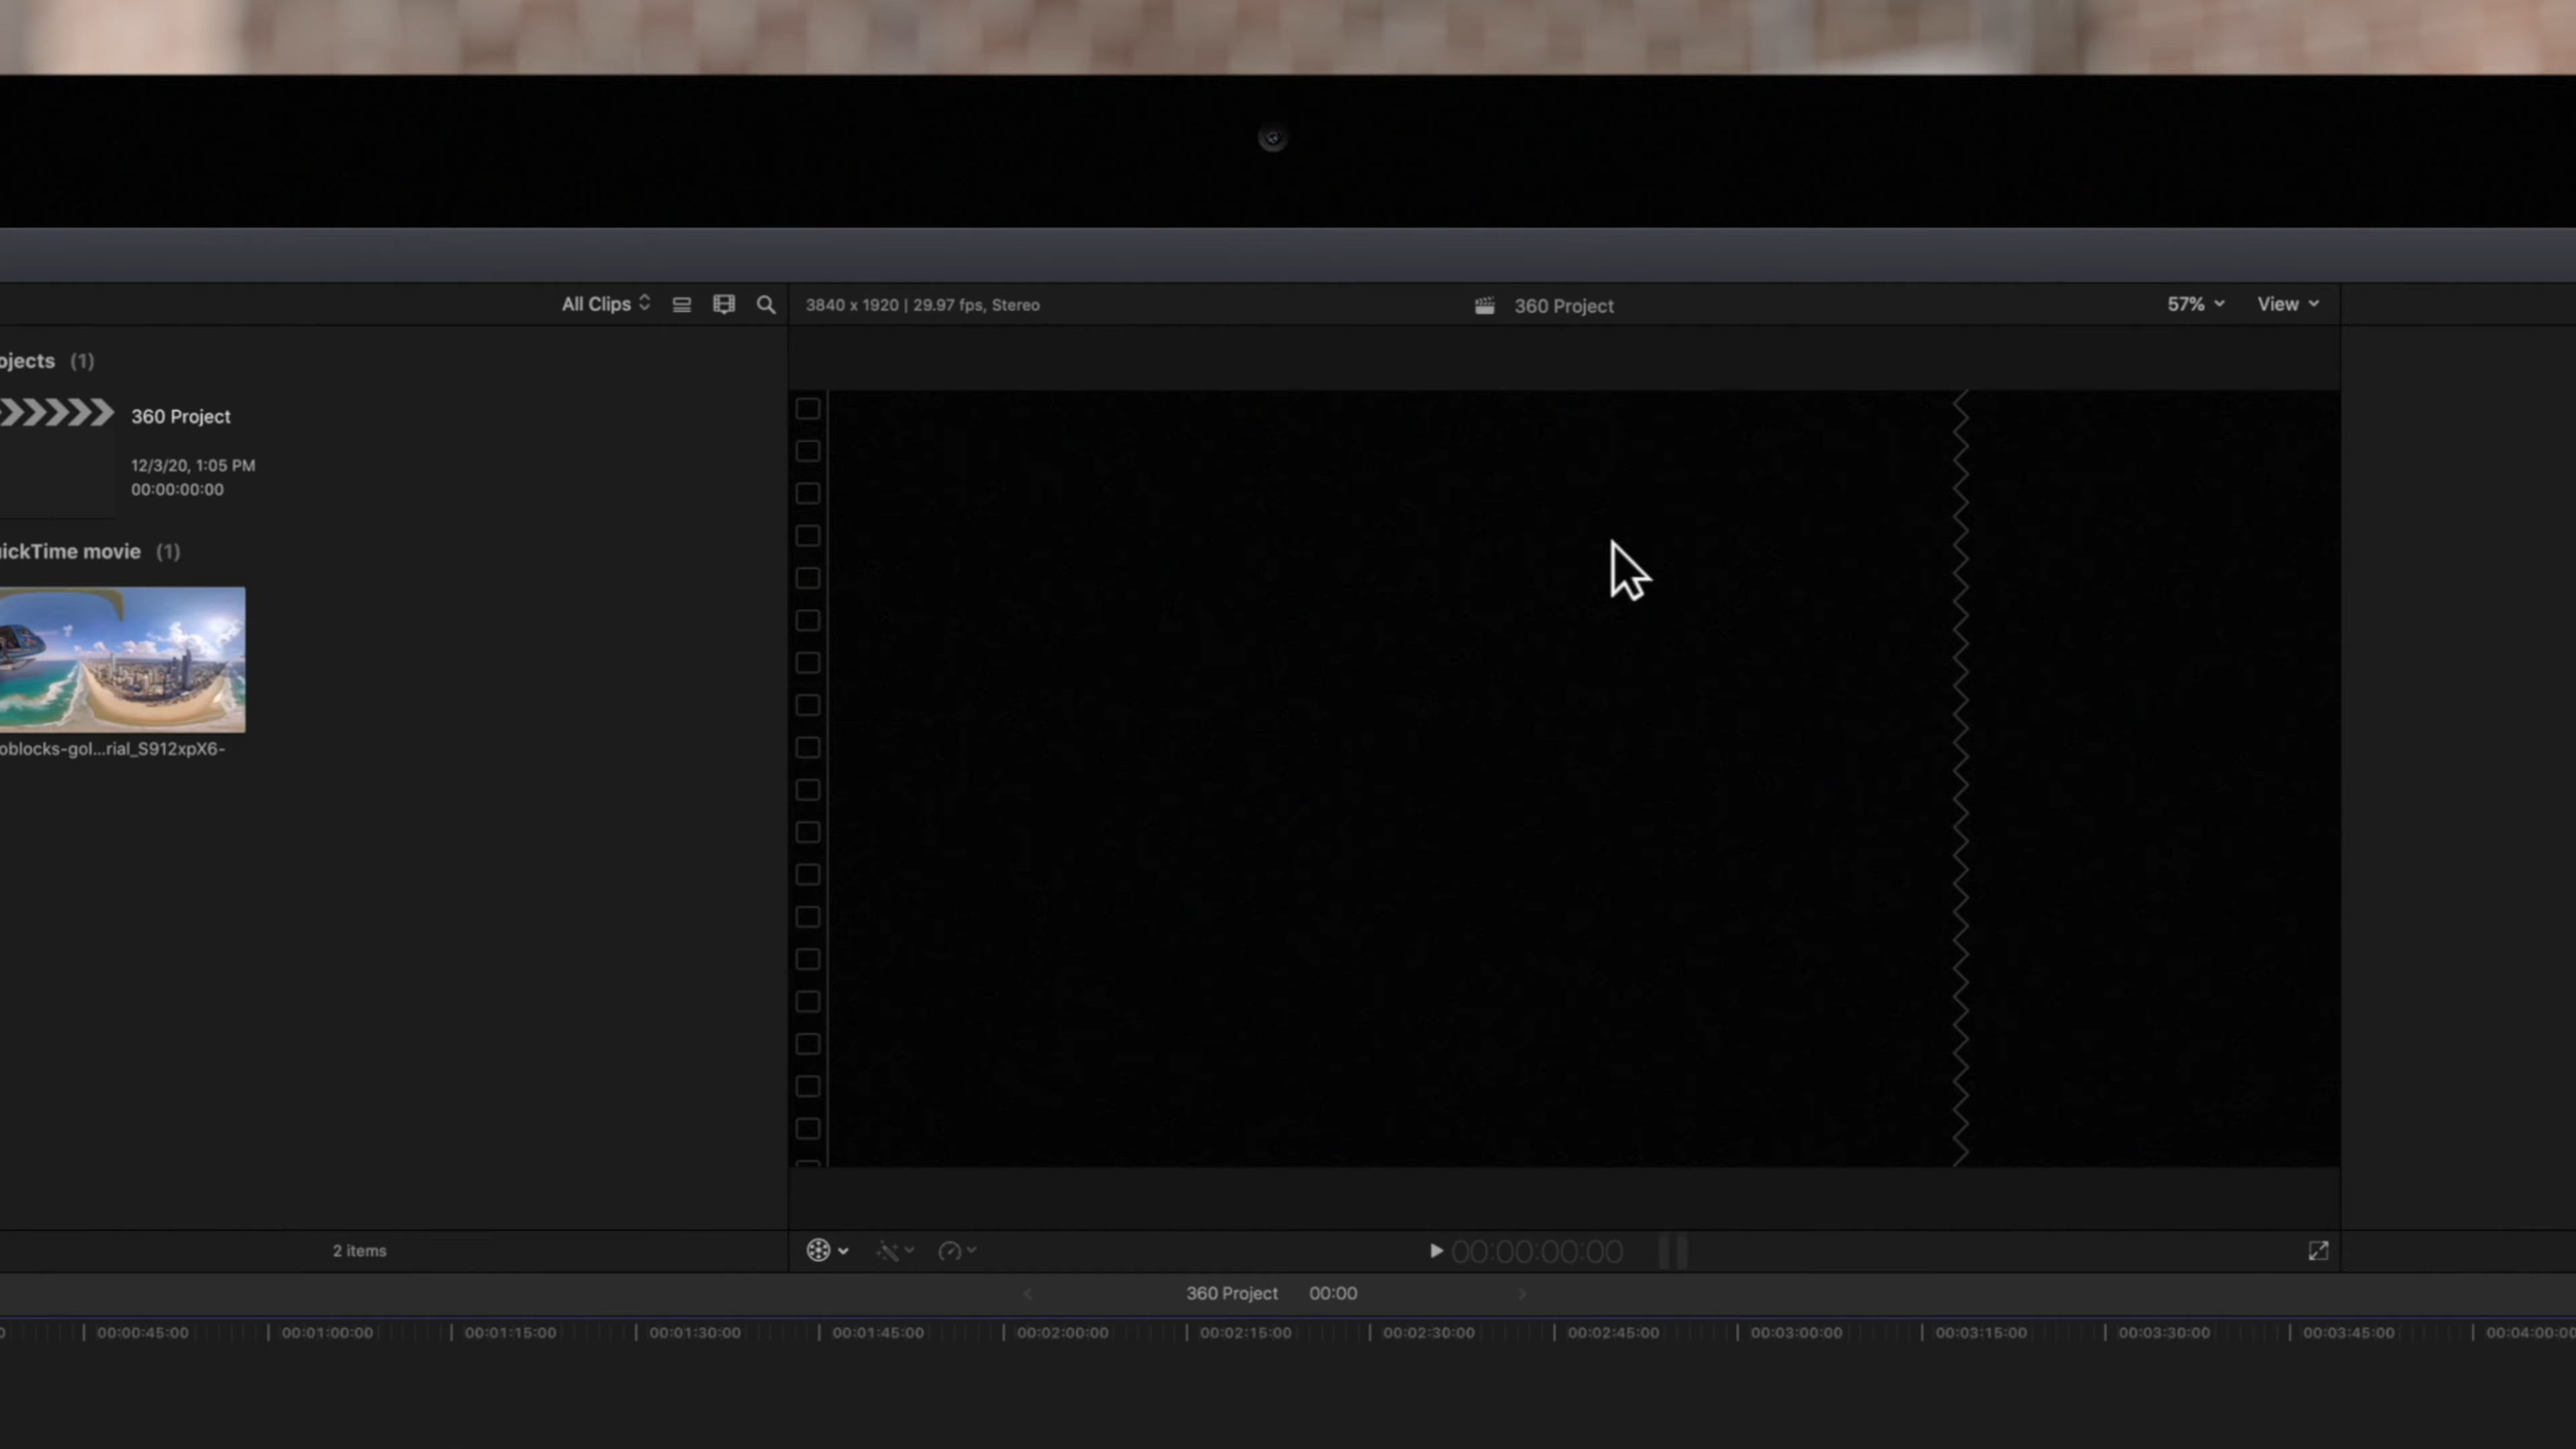 All Clips
3840 x 1920 | 29.97 fps, Stereo
360 Project
57%
View
ojects (1)
360 Project
12/3/20, 1:05 PM
00:00:00:00
ickTime movie (1)
oblocks-gol...rial_S912xpX6-
2 items
00:00:00:00
360 Project 00:00
00:00:45:00 00:01:00:00 00:01:15:00 00:01:30:00 00:01:45:00 00:02:00:00 00:02:15:00 00:02:30:00 00:02:45:00 00:03:00:00 00:03:15:00 00:03:30:00 00:03:45:00 00:04:00:00